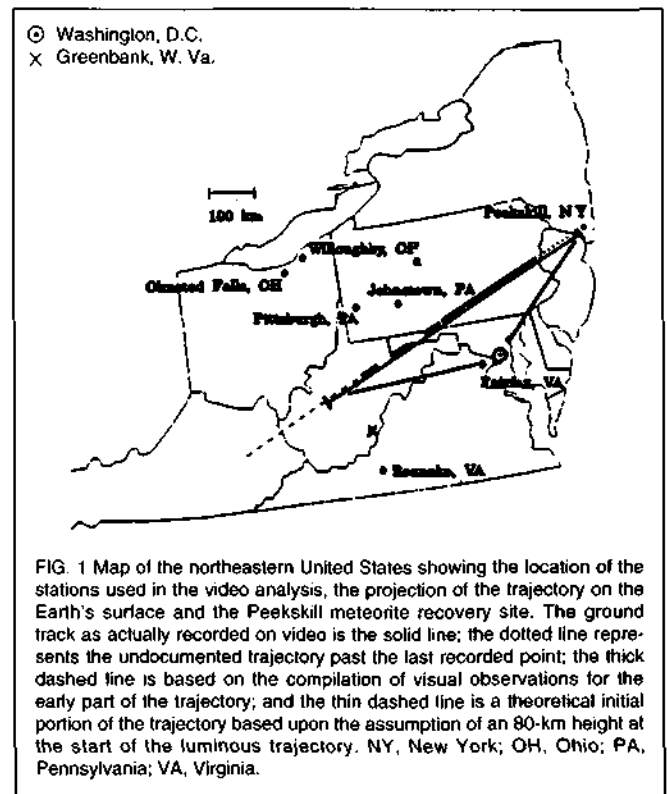 Washington, D.C.
Greenbank, W. Va.
100 km
Peekskill, NY
Willoughby, OH
Olmsted Falls, OH
Johnstown, PA
Pittsburgh, PA
Fairfax, VA
Roanoke, VA
FIG. 1 Map of the northeastern United States showing the location of the
stations used in the video analysis, the projection of the trajectory on the
Earth's surface and the Peekskill meteorite recovery site. The ground
track as actually recorded on video is the solid line; the dotted line repre-
sents the undocumented trajectory past the last recorded point; the thick
dashed line is based on the compilation of visual observations for the
early part of the trajectory; and the thin dashed line is a theoretical initial
portion of the trajectory based upon the assumption of an 80-km height at
the start of the luminous trajectory. NY, New York; OH, Ohio; PA,
Pennsylvania; VA, Virginia.